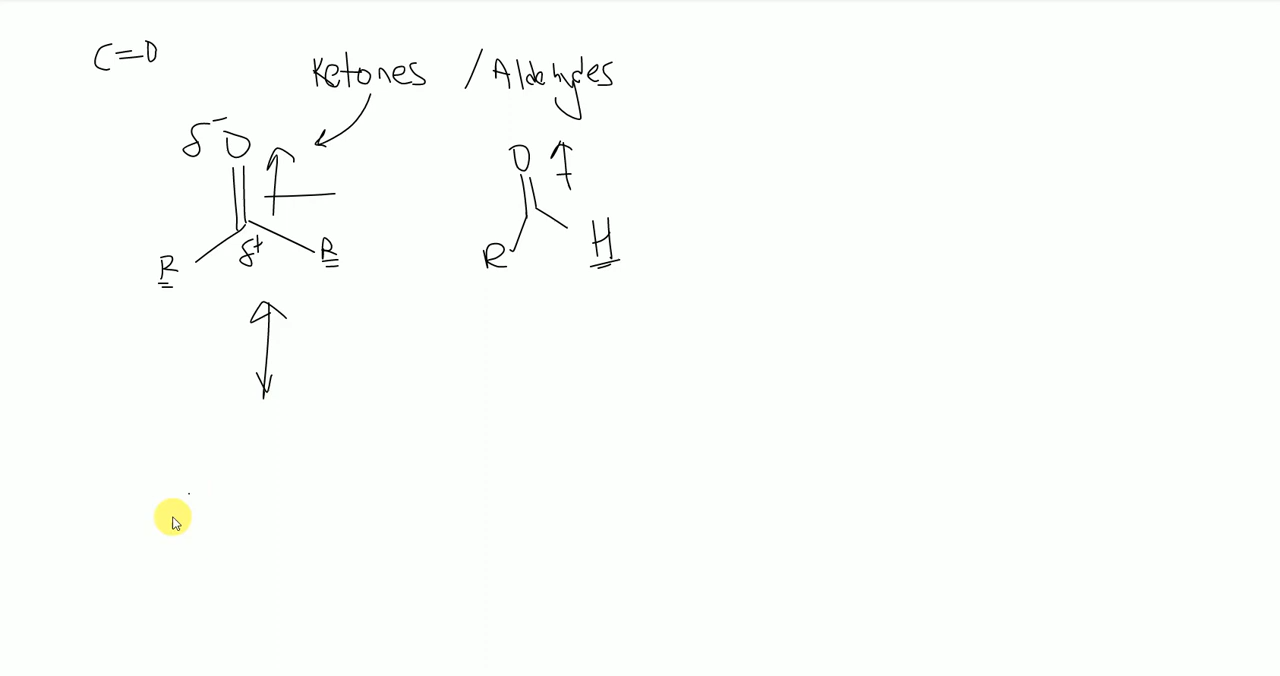 C=O
Ketones / Aldehydes
δ⁻ O
O
R δ+ R
R H